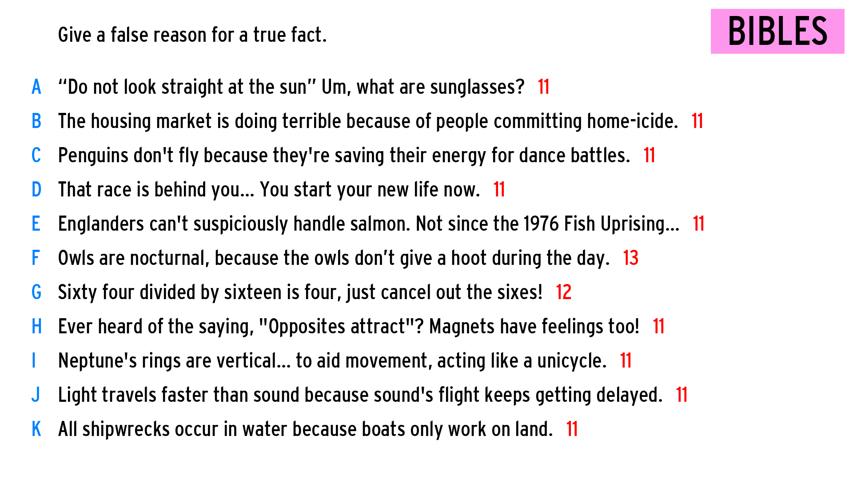 Give a false reason for a true fact.
BIBLES
A “Do not look straight at the sun” Um, what are sunglasses? 11
B The housing market is doing terrible because of people committing home-icide. 11
C Penguins don't fly because they're saving their energy for dance battles. 11
D That race is behind you... You start your new life now. 11
E Englanders can't suspiciously handle salmon. Not since the 1976 Fish Uprising... 11
F Owls are nocturnal, because the owls don’t give a hoot during the day. 13
G Sixty four divided by sixteen is four, just cancel out the sixes! 12
H Ever heard of the saying, "Opposites attract"? Magnets have feelings too! 11
I Neptune's rings are vertical... to aid movement, acting like a unicycle. 11
J Light travels faster than sound because sound's flight keeps getting delayed. 11
K All shipwrecks occur in water because boats only work on land. 11